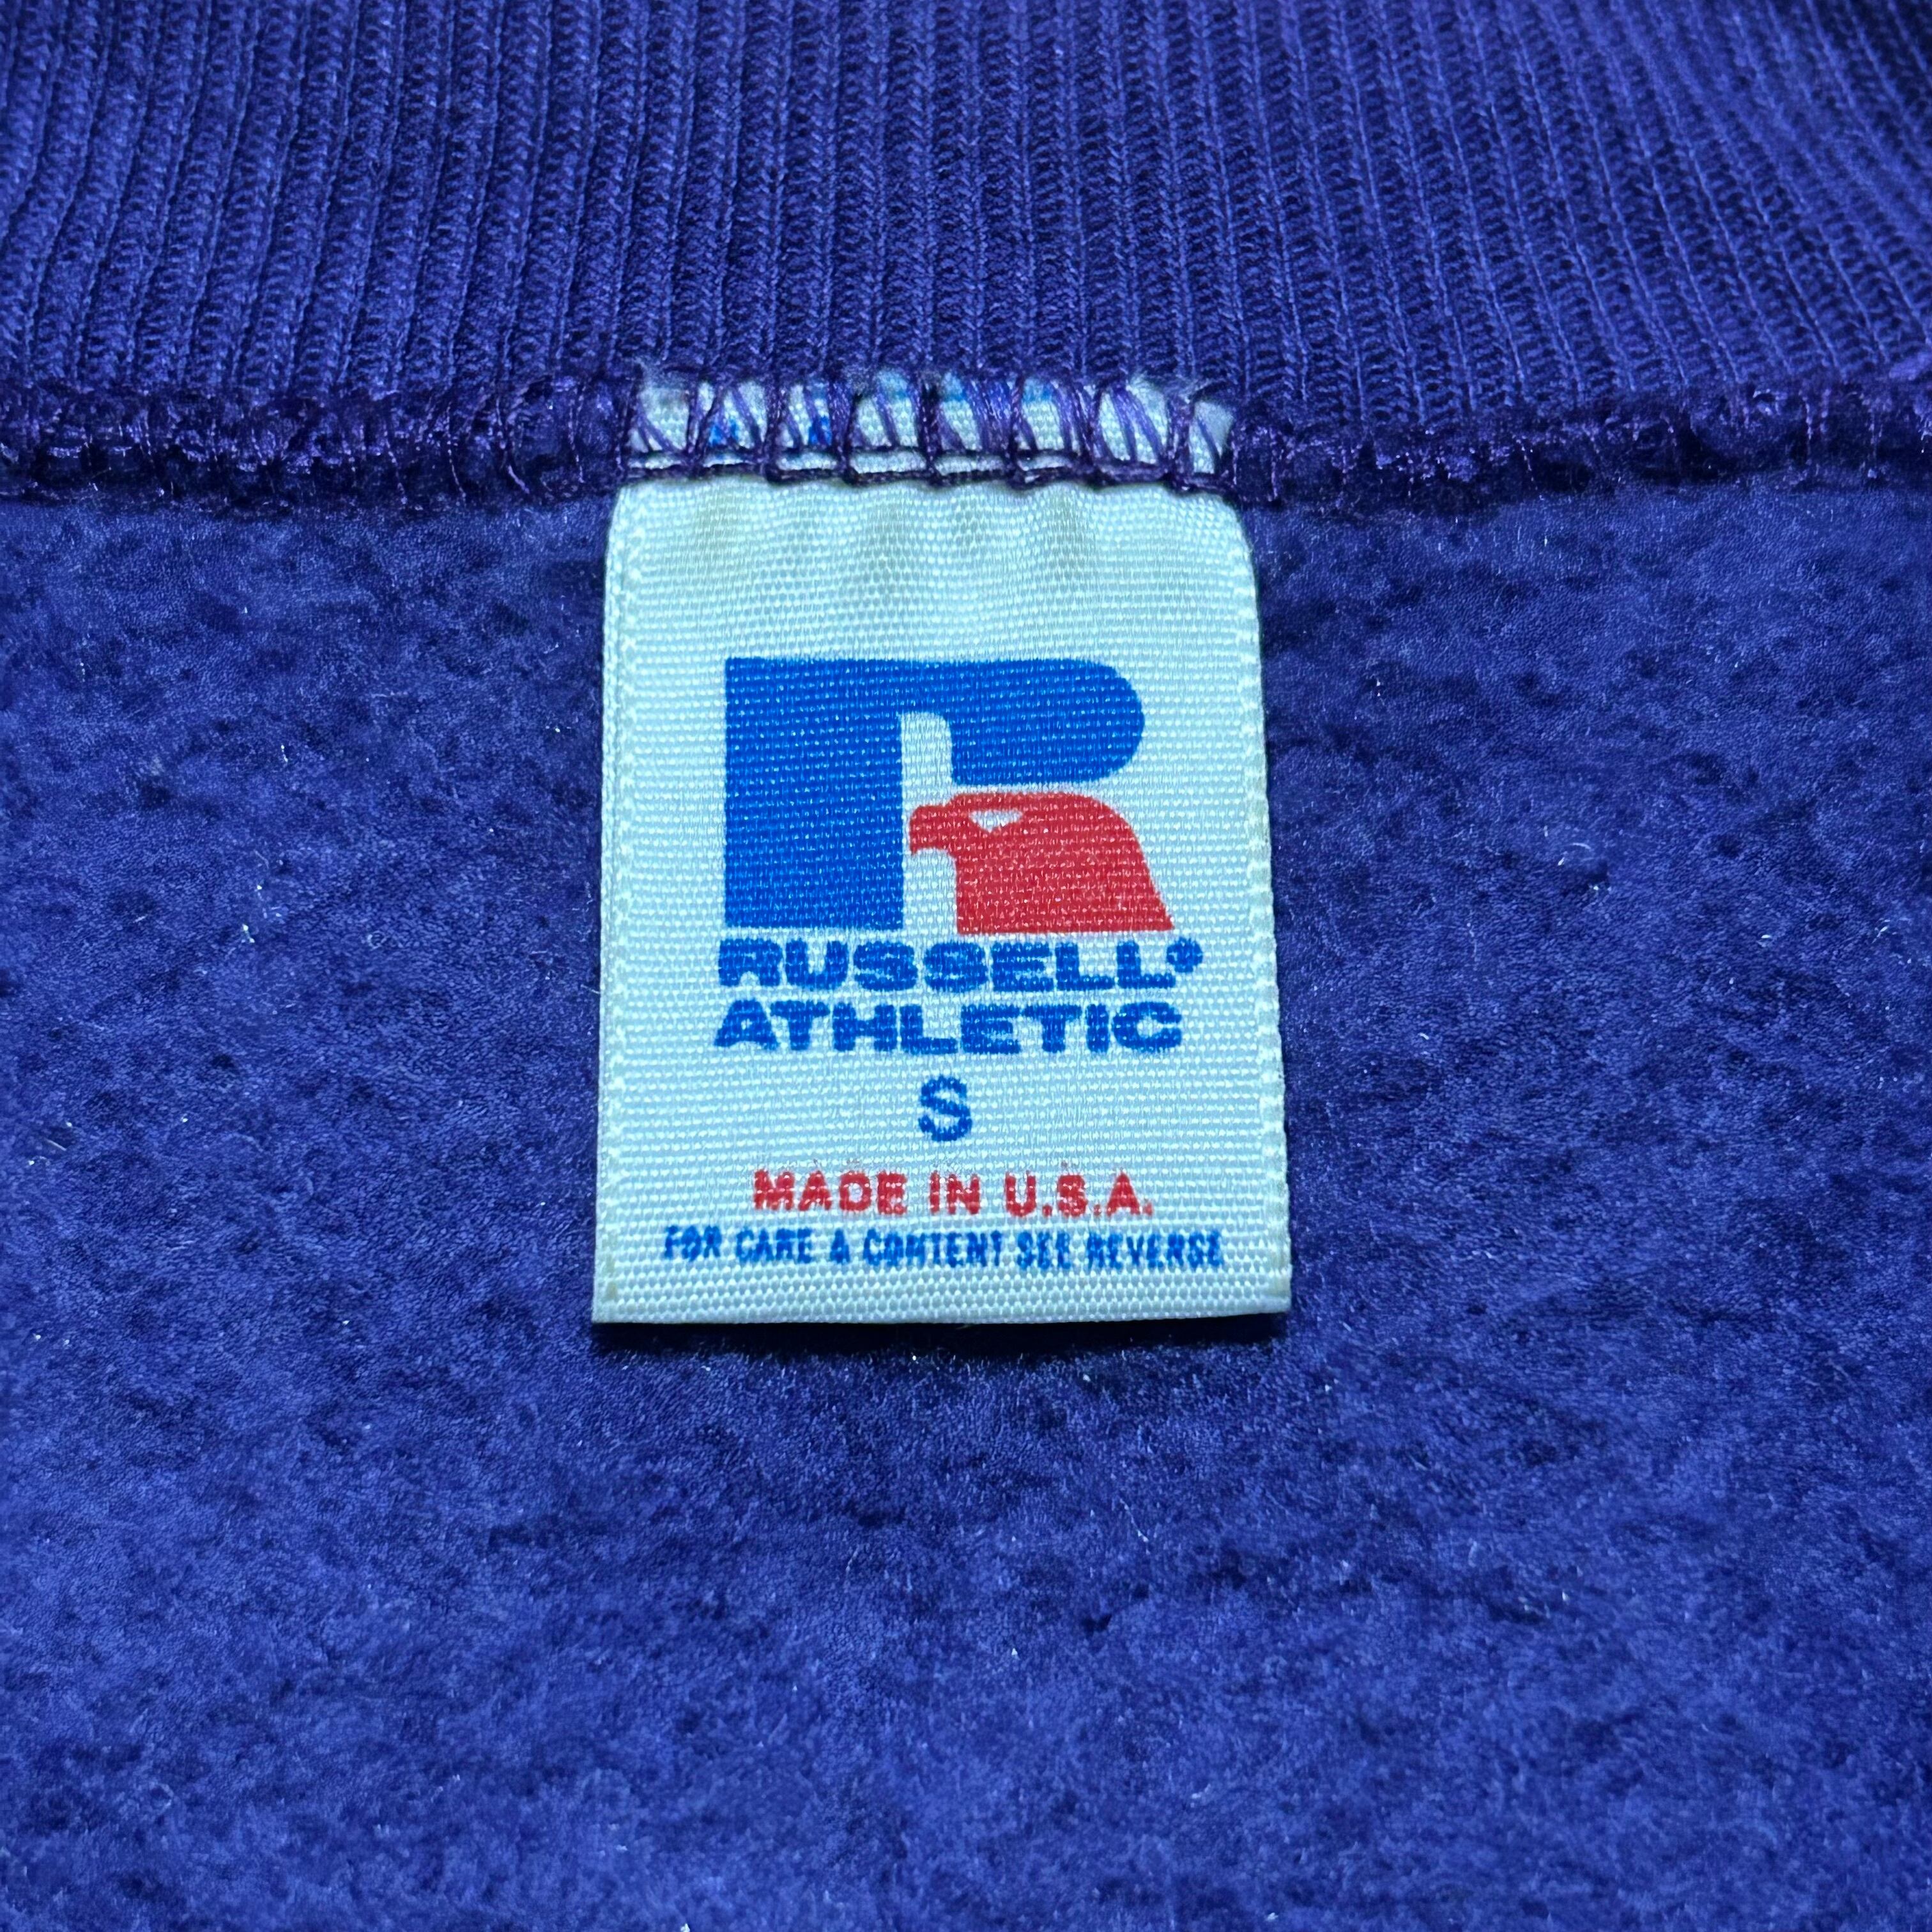 R
RUSSELL®
ATHLETIC
S
MADE IN U.S.A.
FOR CARE & CONTENT SEE REVERSE